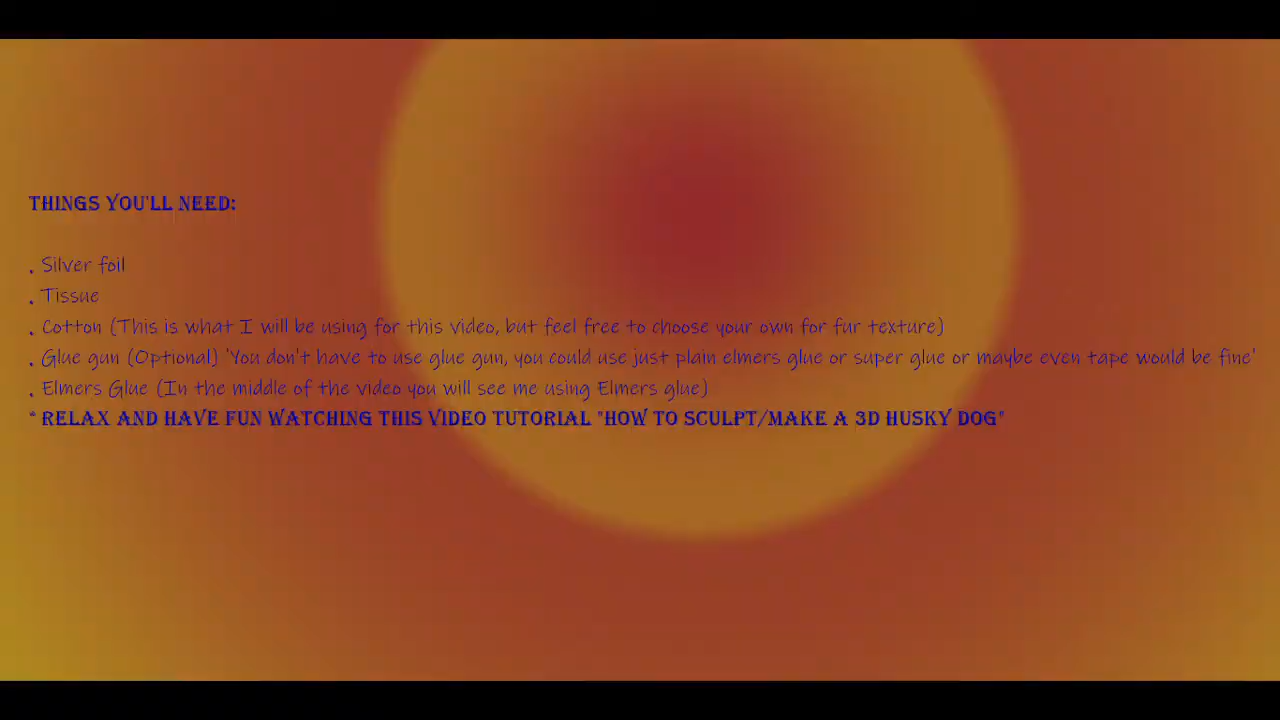 THINGS YOU'LL NEED:
. Silver foil
. Tissue
. Cotton (This is what I will be using for this video, but feel free to choose your own for fur texture)
. Glue gun (Optional) 'You don't have to use glue gun, you could use just plain elmers glue or super glue or maybe even tape would be fine'
. Elmers Glue (In the middle of the video you will see me using Elmers glue)
* RELAX AND HAVE FUN WATCHING THIS VIDEO TUTORIAL "HOW TO SCULPT/MAKE A 3D HUSKY DOG"